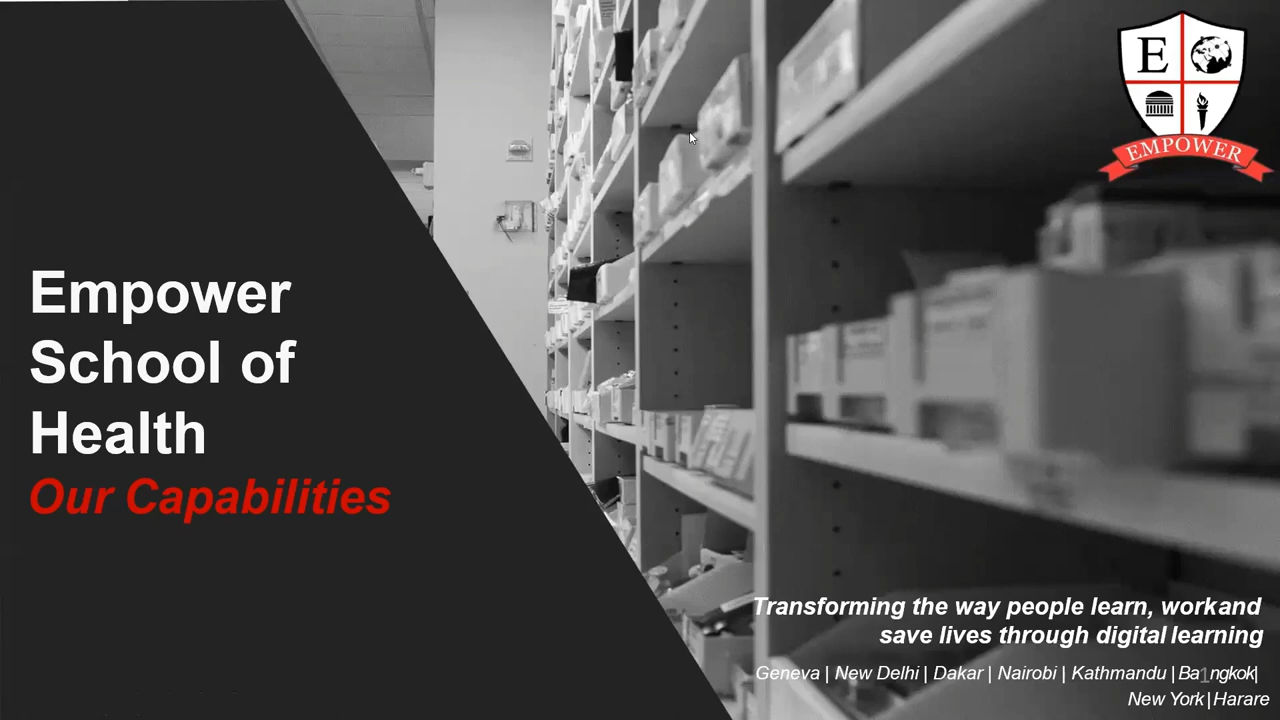 E
EMPOWER
Empower
School of
Health
Our Capabilities
Transforming the way people learn, workand
save lives through digital learning
Geneva | New Delhi | Dakar | Nairobi | Kathmandu | Ba1ngkok|
New York|Harare